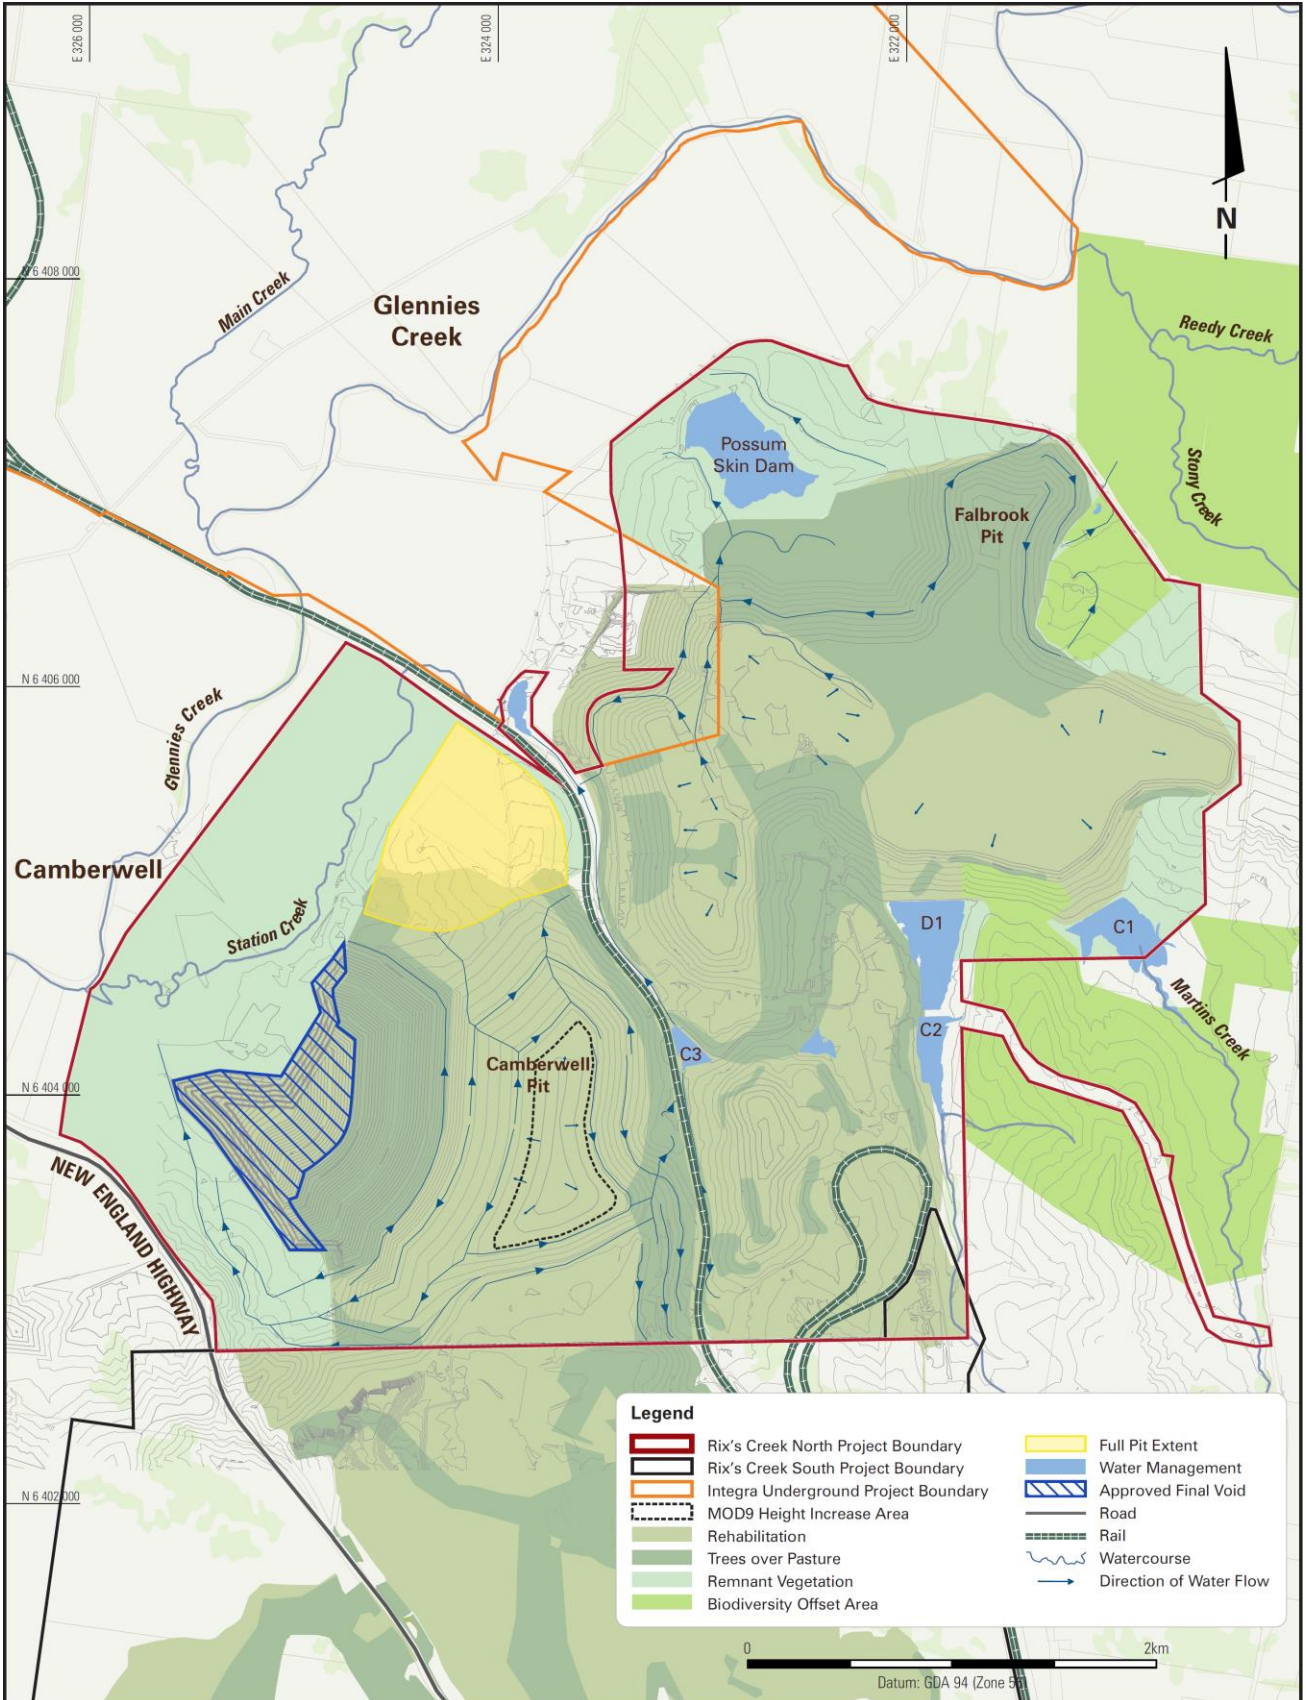 E 326 000
E 324 000
E 322 000
N
N 6 408 000
Main Creek
Glennies
Creek
Reedy Creek
Possum
Skin Dam
Stony Creek
Falbrook
Pit
N 6 406 000
Glennies Creek
Camberwell
Station Creek
D1
C1
C2
C3
Martins Creek
Camberwell
Pit
N 6 404 000
NEW ENGLAND HIGHWAY
N 6 402 000
Legend
Rix's Creek North Project Boundary
Rix's Creek South Project Boundary
Integra Underground Project Boundary
MOD9 Height Increase Area
Rehabilitation
Trees over Pasture
Remnant Vegetation
Biodiversity Offset Area
Full Pit Extent
Water Management
Approved Final Void
Road
Rail
Watercourse
Direction of Water Flow
0 2km
Datum: GDA 94 (Zone